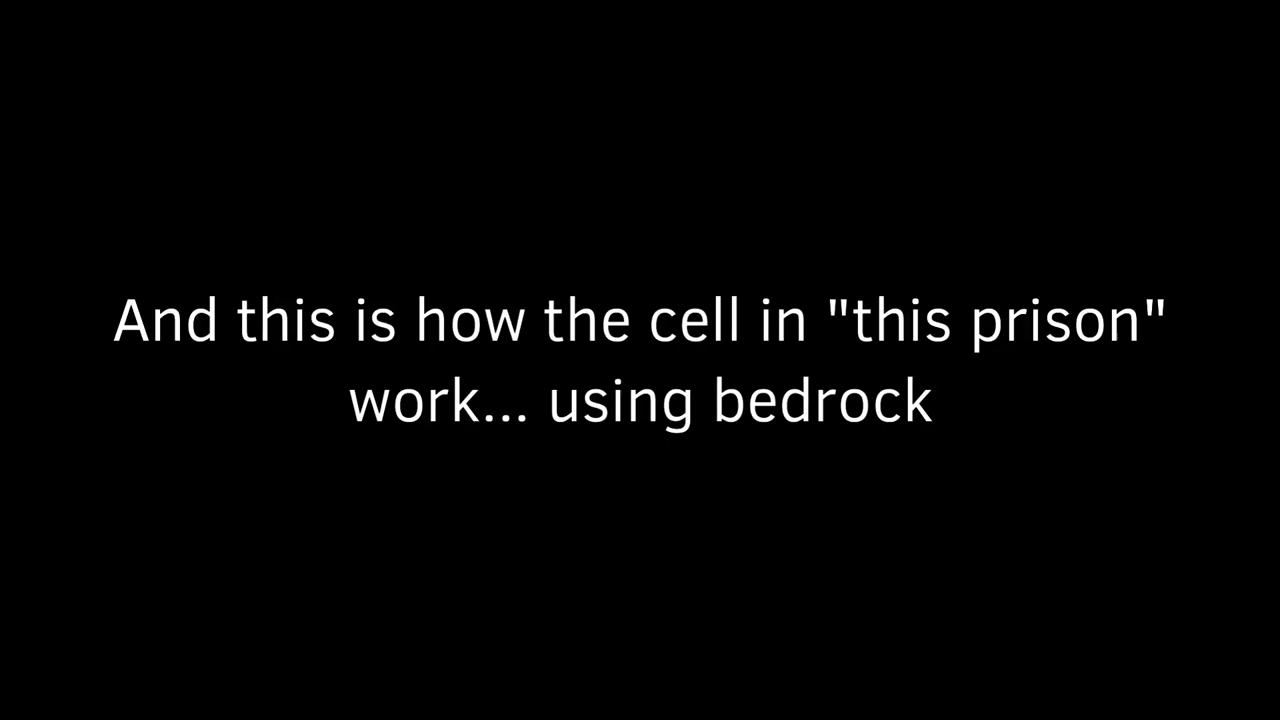 And this is how the cell in "this prison"
work... using bedrock